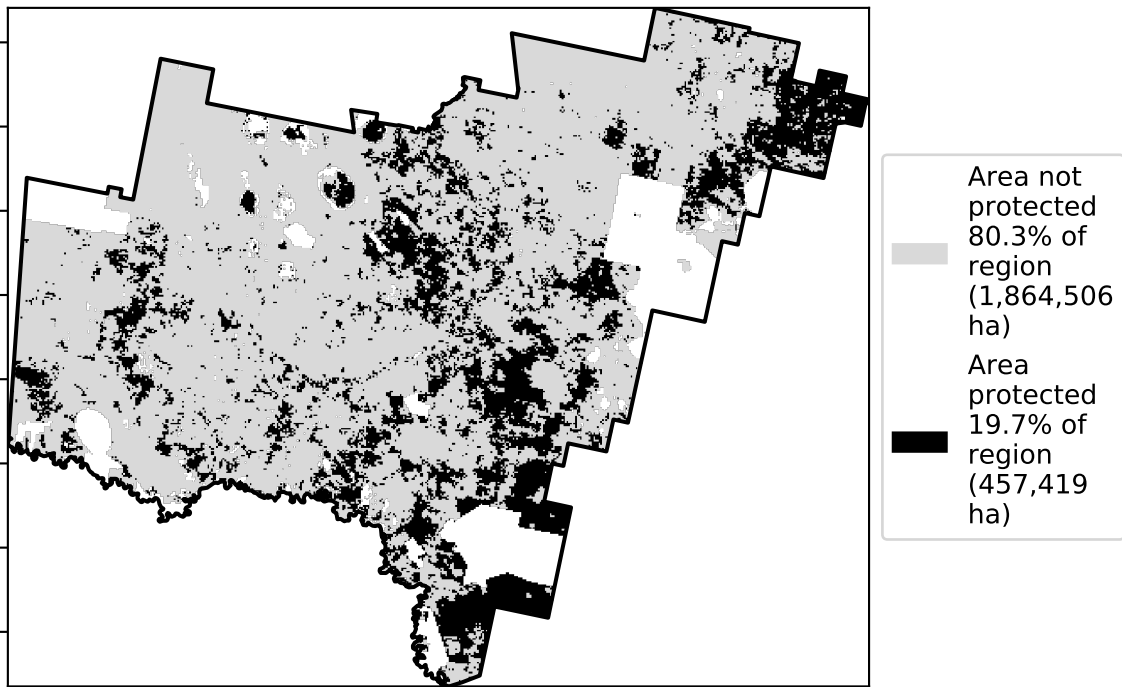 Area not
protected
80.3% of
region
(1,864,506
ha)
Area
protected
19.7% of
region
(457,419
ha)